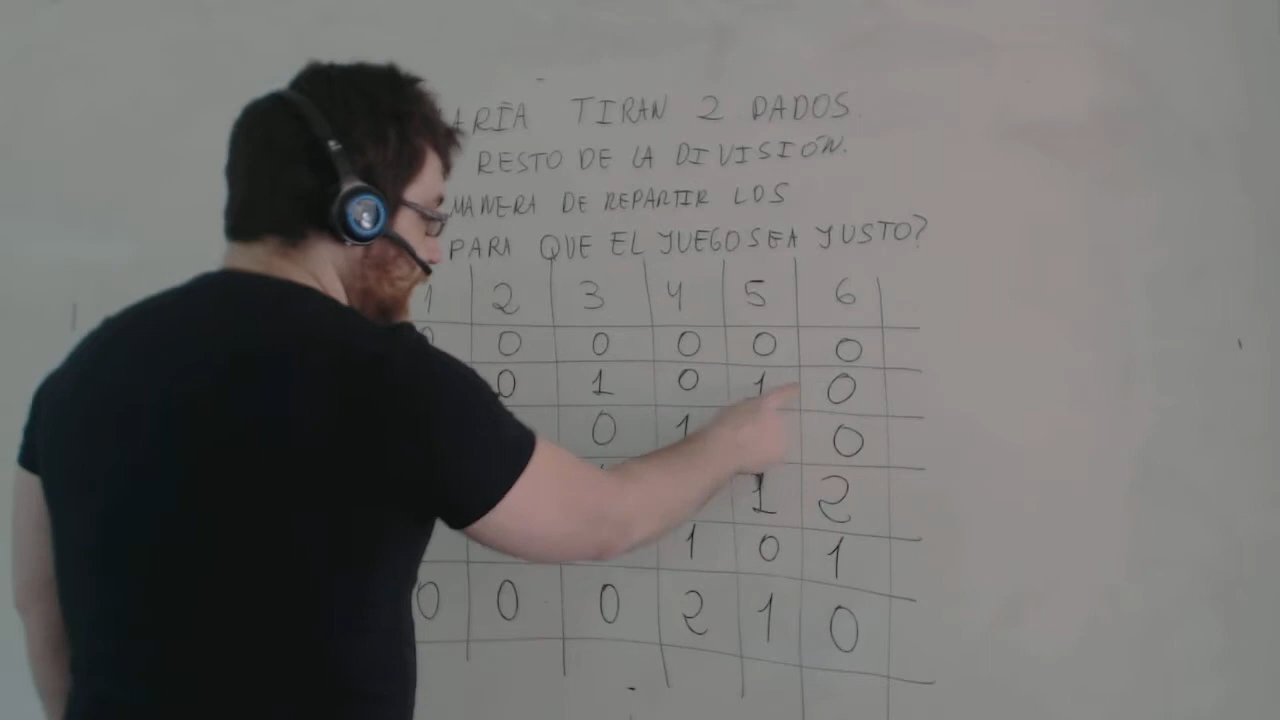 ARÍA TIRAN 2 DADOS.
RESTO DE LA DIVISIÓN.
MANERA DE REPARTIR LOS
PARA QUE EL JUEGO SEA JUSTO?
1 2 3 4 5 6
0 0 0 0 0 0
0 1 0 1 0
0 1 0
1 2
1 0 1
0 0 0 2 1 0